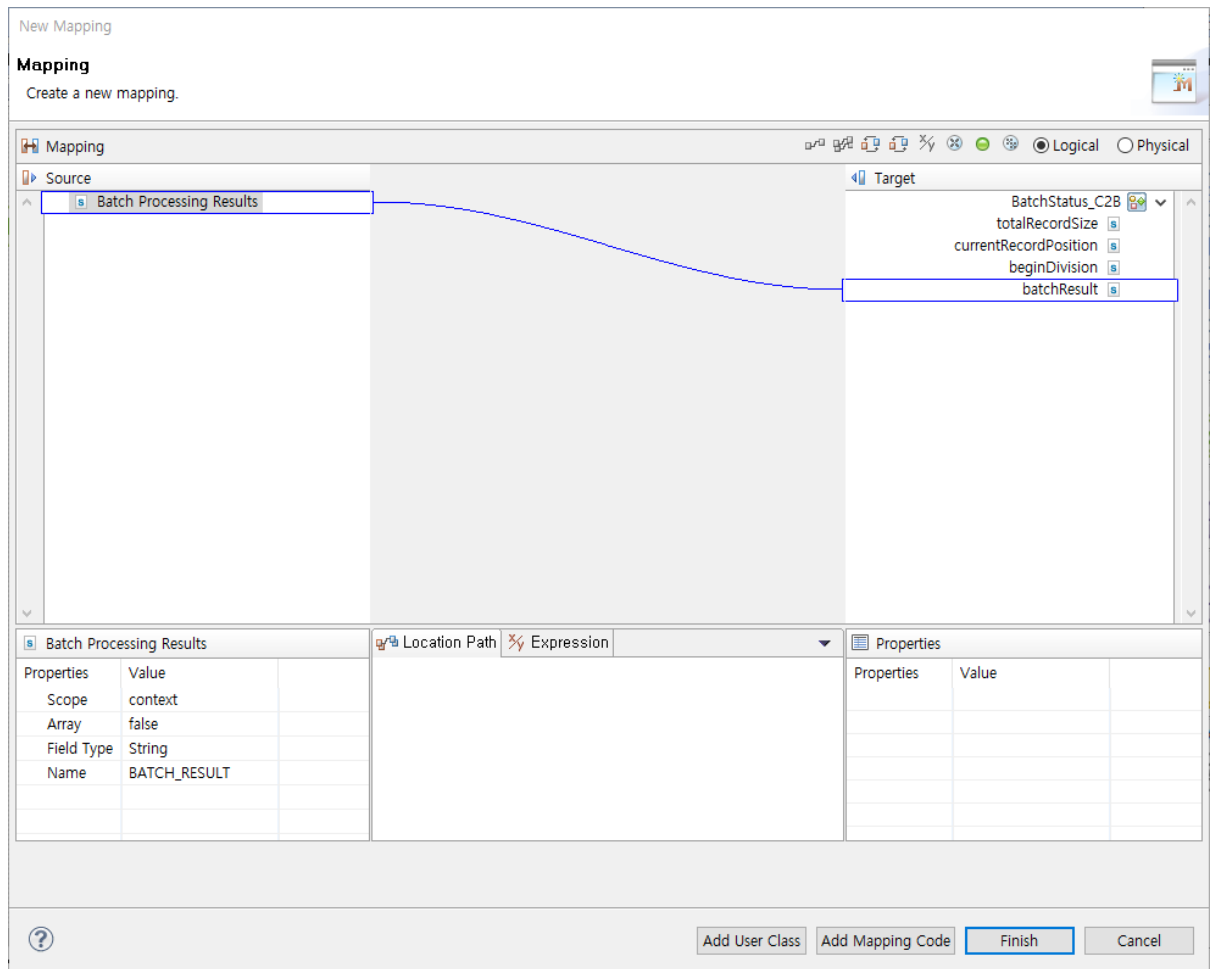 New Mapping
Mapping
Create a new mapping.
Mapping
Logical Physical
Source
Target
Batch Processing Results
BatchStatus_C2B
totalRecordSize
currentRecordPosition
beginDivision
batchResult
Batch Processing Results
Properties Value
Scope context
Array false
Field Type String
Name BATCH_RESULT
Location Path Expression
Properties
Properties Value
Add User Class Add Mapping Code Finish Cancel